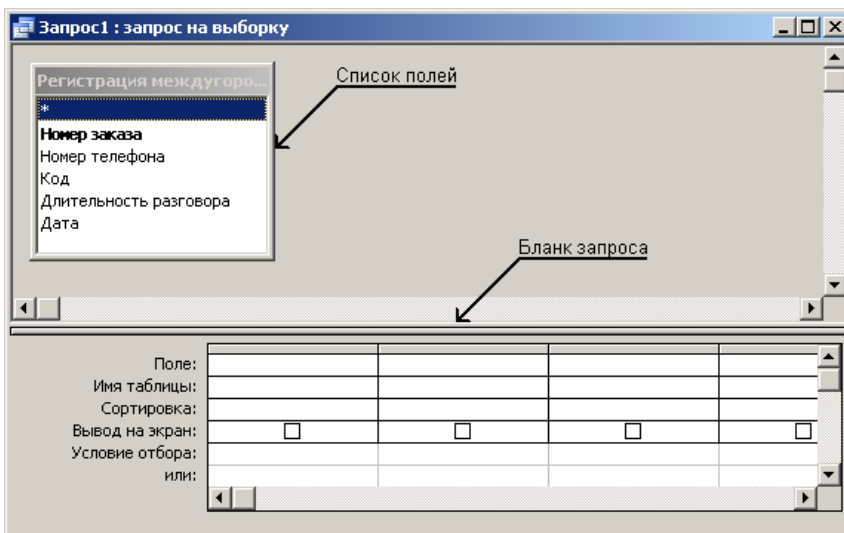 Запрос1 : запрос на выборку
Регистрация междугоро...
Список полей
*
Номер заказа
Номер телефона
Код
Длительность разговора
Дата
Бланк запроса
Поле:
Имя таблицы:
Сортировка:
Вывод на экран:
Условие отбора:
или: